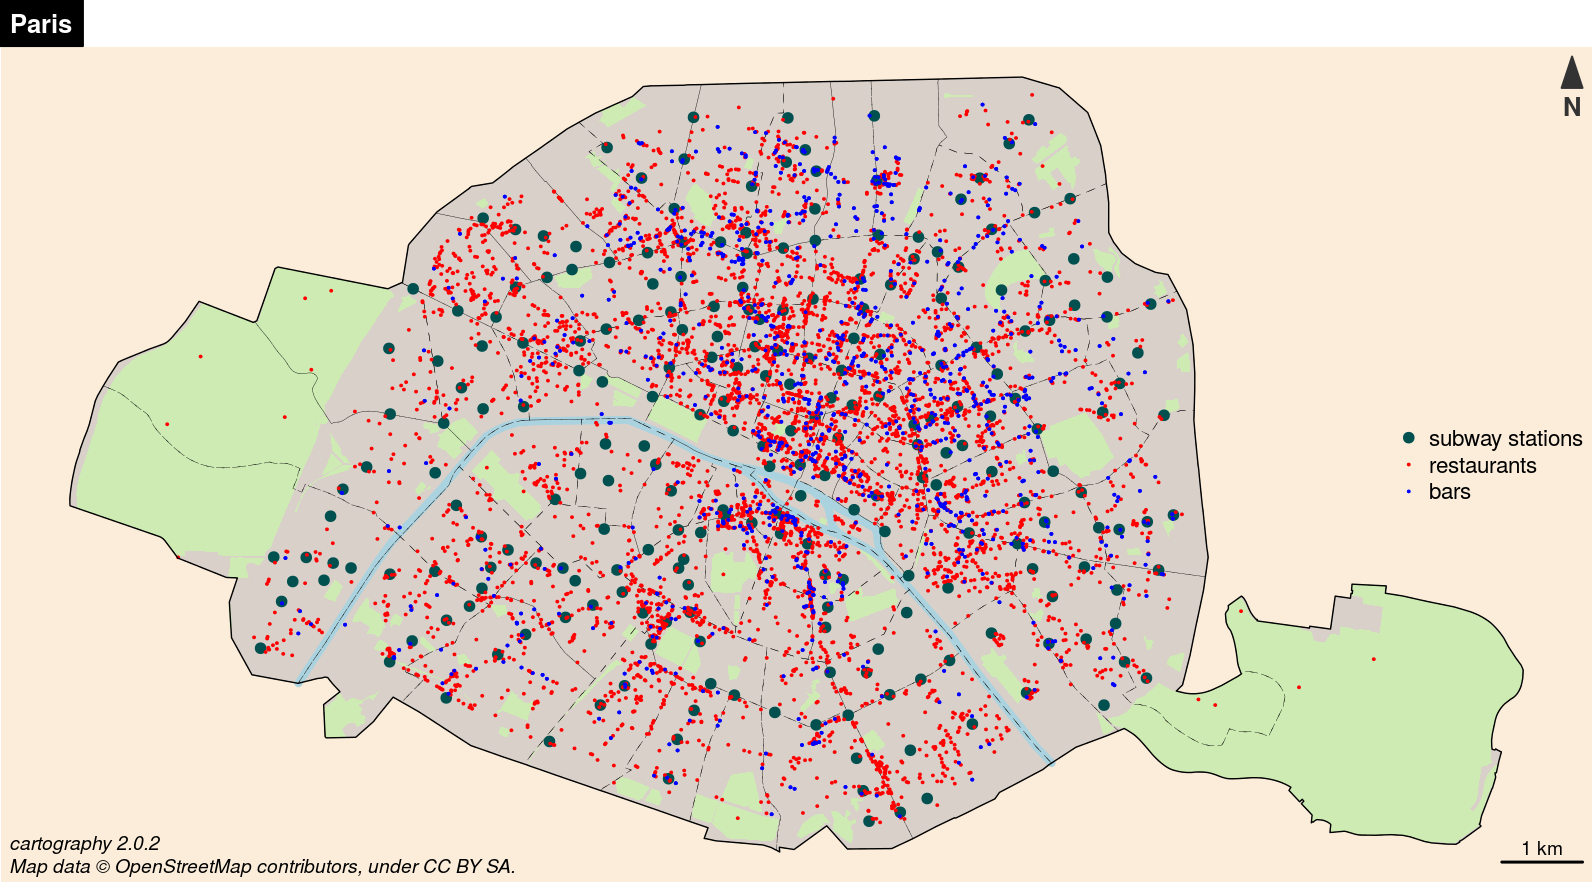 Paris
N
subway stations
restaurants
bars
cartography 2.0.2
Map data © OpenStreetMap contributors, under CC BY SA.
1 km